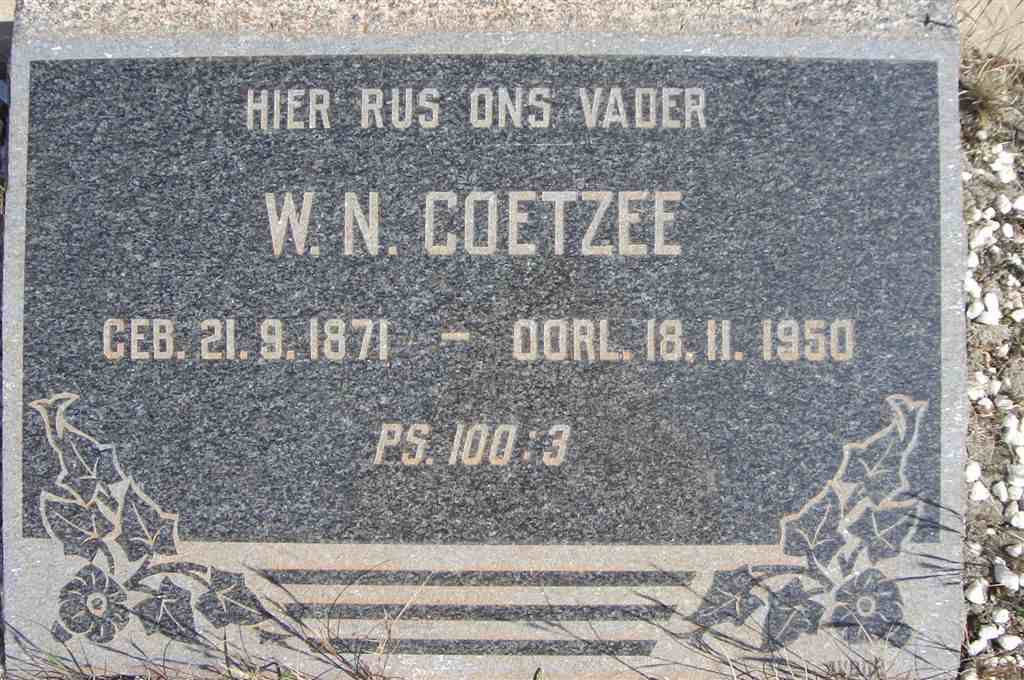 HIER RUS ONS VADER
W. N. COETZEE
GEB. 21. 9. 1871 – OORL. 18. 11. 1950
PS. 100 : 3